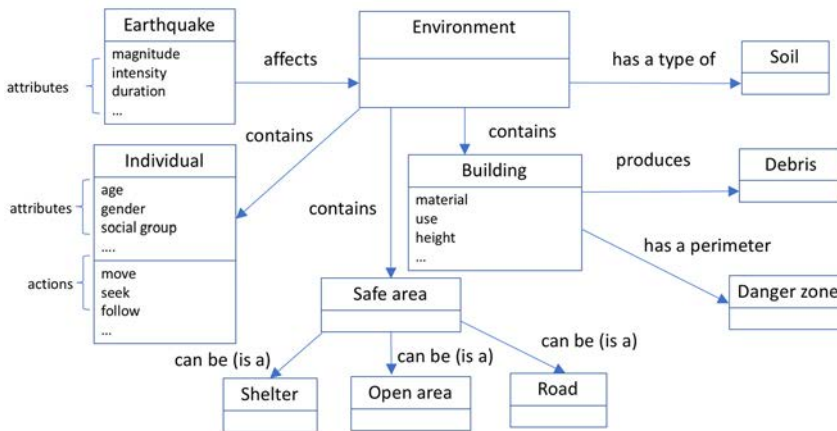 Earthquake
magnitude
intensity
duration
...
attributes
affects
Environment
has a type of
Soil
contains
contains
contains
Individual
age
gender
social group
....
attributes
move
seek
follow
...
actions
Building
material
use
height
...
produces
Debris
has a perimeter
Danger zone
Safe area
can be (is a)
can be (is a)
can be (is a)
Shelter
Open area
Road